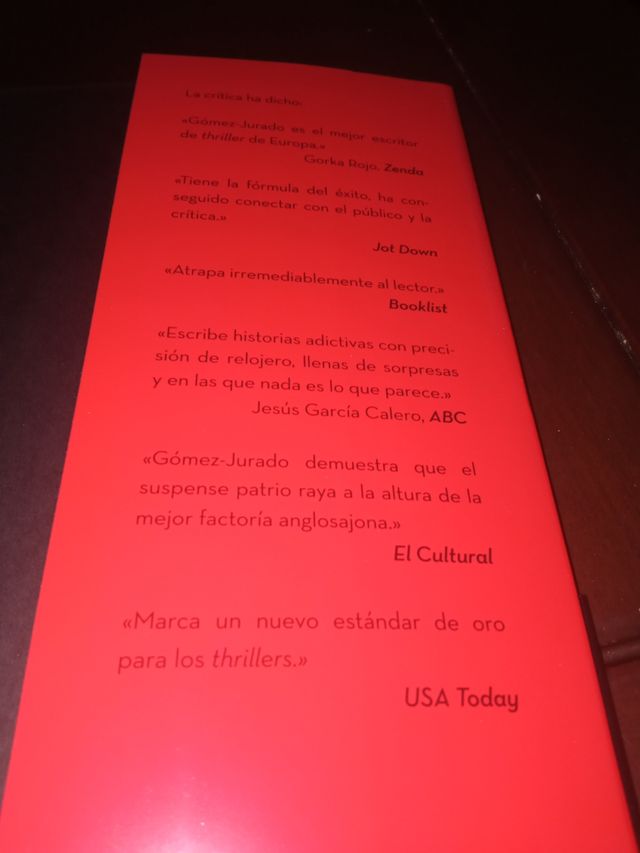 La crítica ha dicho:
«Gómez-Jurado es el mejor escritor
de thriller de Europa.»
Gorka Rojo, Zenda
«Tiene la fórmula del éxito, ha con-
seguido conectar con el público y la
crítica.»
Jot Down
«Atrapa irremediablemente al lector.»
Booklist
«Escribe historias adictivas con preci-
sión de relojero, llenas de sorpresas
y en las que nada es lo que parece.»
Jesús García Calero, ABC
«Gómez-Jurado demuestra que el
suspense patrio raya a la altura de la
mejor factoría anglosajona.»
El Cultural
«Marca un nuevo estándar de oro
para los thrillers.»
USA Today